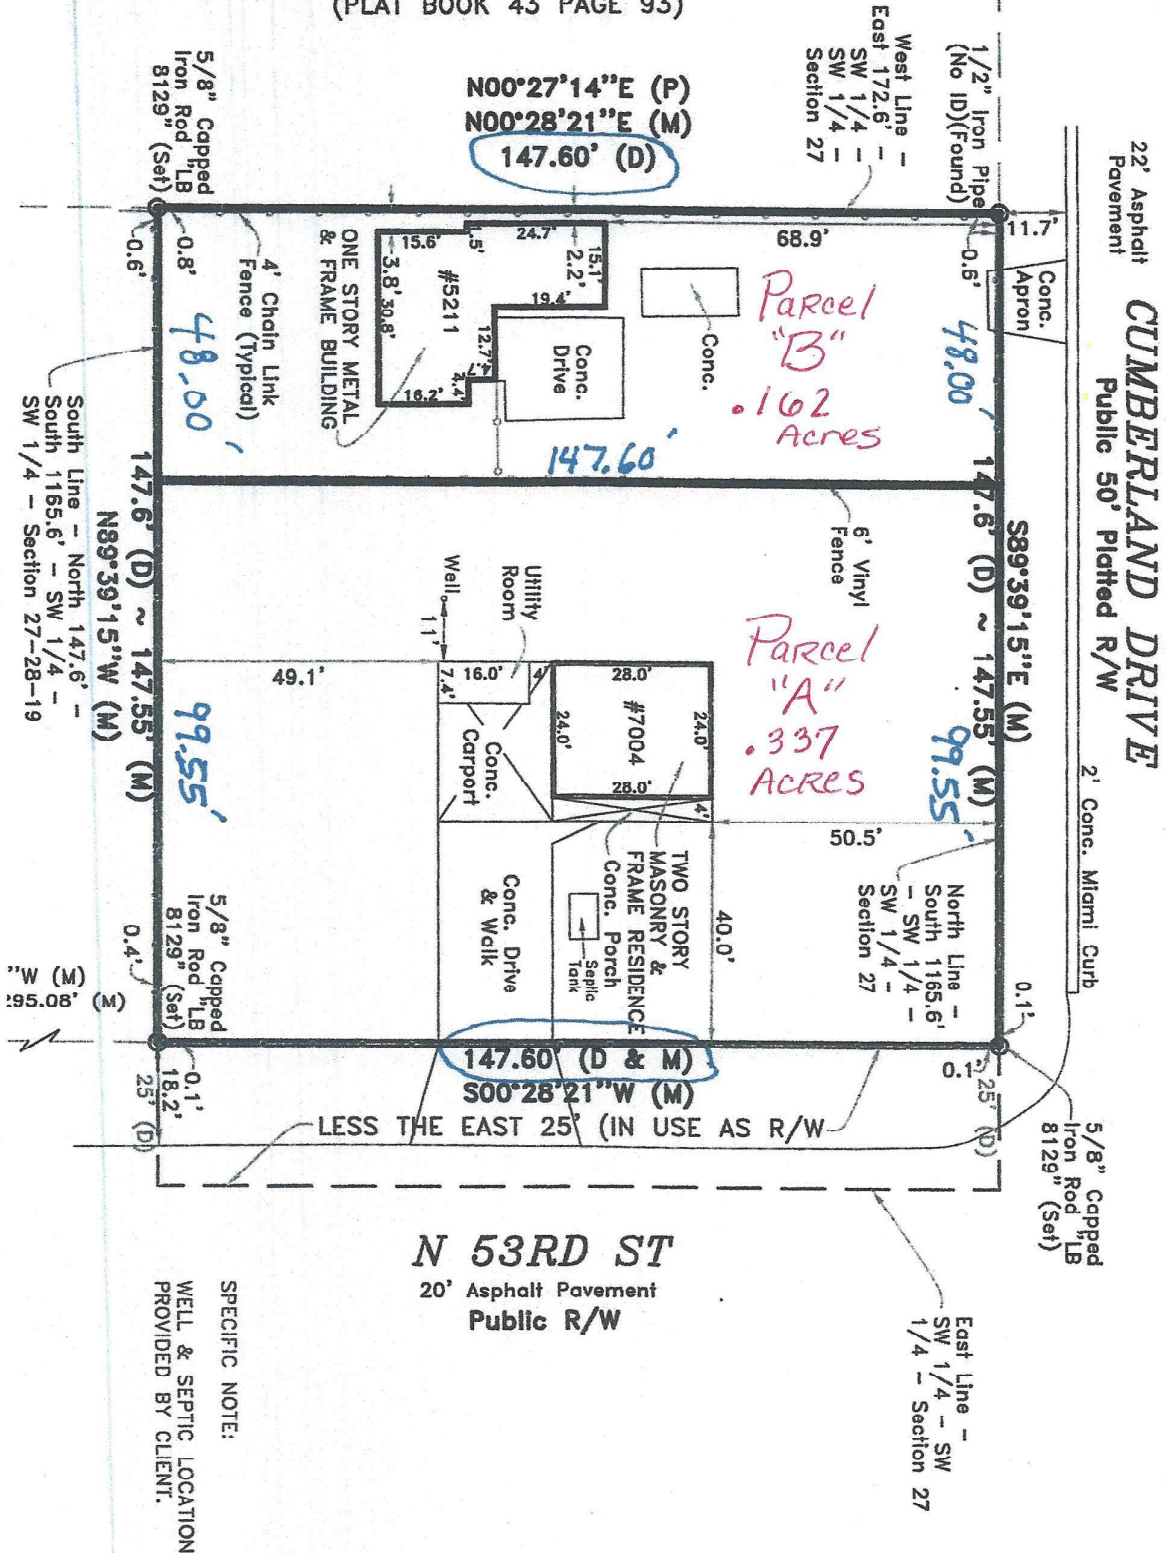 (PLAT BOOK 43 PAGE 93)
N00°27'14"E (P)
N00°28'21"E (M)
147.60' (D)
5/8" Capped
Iron Rod "LB
8129" (Set)
West Line -
East 172.6' -
SW 1/4 -
SW 1/4 -
Section 27
1/2" Iron Pipe
(No ID)(Found)
22' Asphalt
Pavement
CUMBERLAND DRIVE
Public 50' Platted R/W
2' Conc. Miami Curb
11.7'
Conc.
Apron
0.6'
0.8'
0.6'
4' Chain Link
Fence (Typical)
ONE STORY METAL
& FRAME BUILDING
#5211
15.6'
1.5'
24.7'
15.1'
2.2'
19.4'
12.7'
4.7'
2.4'
16.2'
30.8'
3.8'
68.9'
Conc.
Conc.
Drive
Parcel
"B"
.162
Acres
48.00'
48.00'
147.60'
147.6' (D) ~ 147.55' (M)
S89°39'15"E (M)
147.6' (D) ~ 147.55' (M)
N89°39'15"W (M)
South Line - North 147.6' -
South 1165.6' - SW 1/4 -
SW 1/4 - Section 27-28-19
6' Vinyl
Fence
Parcel
"A"
.337
Acres
99.55'
99.55'
Utility
Room
Well
11'
49.1'
16.0'
7.4'
4'
28.0'
24.0'
24.0'
28.0'
4'
#7004
Conc.
Carport
50.5'
TWO STORY
MASONRY &
FRAME RESIDENCE
Conc. Porch
Septic
Tank
Conc. Drive
& Walk
40.0'
North Line -
South 1165.6'
- SW 1/4 -
SW 1/4 -
Section 27
5/8" Capped
Iron Rod "LB
8129" (Set)
0.4'
"W (M)
295.08' (M)
0.1'
0.1'
0.1'
18.2'
25' (D)
25' (D)
147.60 (D & M)
S00°28'21"W (M)
LESS THE EAST 25' (IN USE AS R/W
5/8" Capped
Iron Rod "LB
8129" (Set)
N 53RD ST
20' Asphalt Pavement
Public R/W
East Line -
SW 1/4 - SW
1/4 - Section 27
SPECIFIC NOTE:
WELL & SEPTIC LOCATION
PROVIDED BY CLIENT.